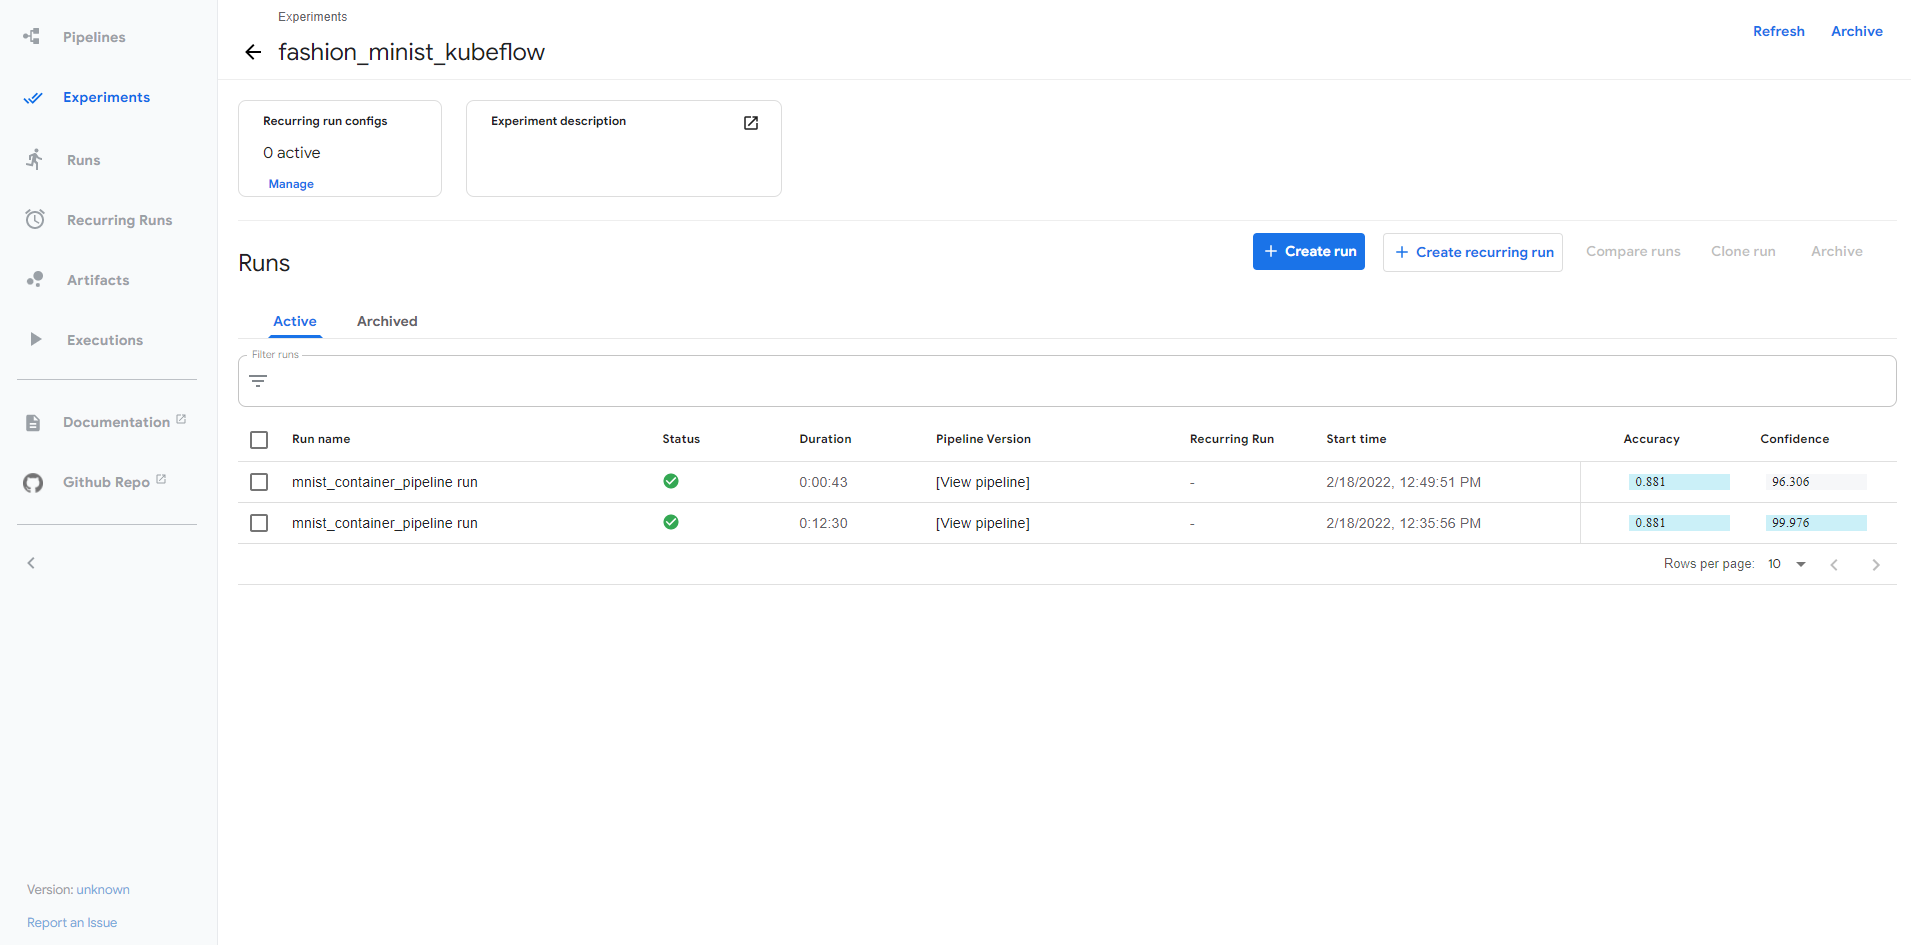 Pipelines
Experiments
Runs
Recurring Runs
Artifacts
Executions
Documentation
Github Repo
Version: unknown
Report an Issue
Experiments
fashion_minist_kubeflow
Refresh Archive
Recurring run configs
0 active
Manage
Experiment description
Runs
+ Create run + Create recurring run Compare runs Clone run Archive
Active Archived
Filter runs
Run name Status Duration Pipeline Version Recurring Run Start time Accuracy Confidence
mnist_container_pipeline run 0:00:43 [View pipeline] - 2/18/2022, 12:49:51 PM 0.881 96.306
mnist_container_pipeline run 0:12:30 [View pipeline] - 2/18/2022, 12:35:56 PM 0.881 99.976
Rows per page: 10